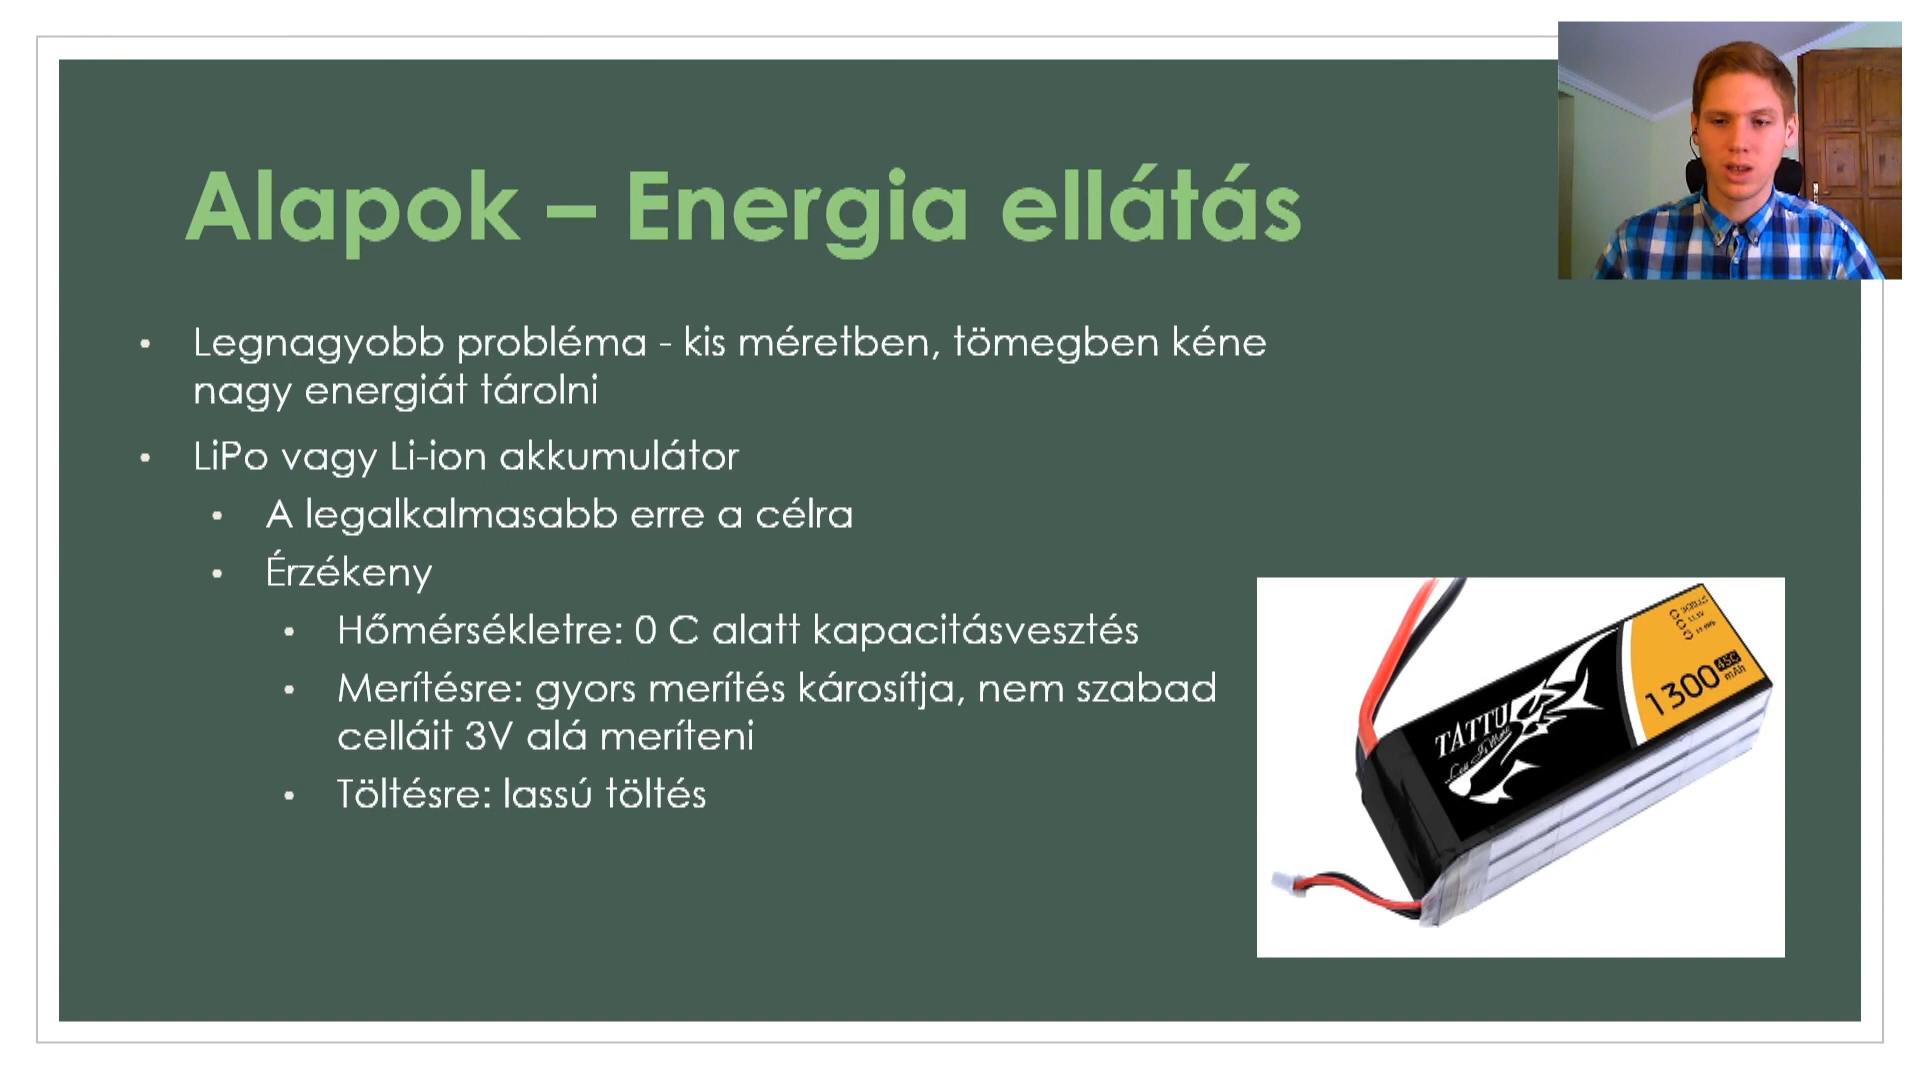 Alapok – Energia ellátás
• Legnagyobb probléma - kis méretben, tömegben kéne
nagy energiát tárolni
• LiPo vagy Li-ion akkumulátor
• A legalkalmasabb erre a célra
• Érzékeny
• Hőmérsékletre: 0 C alatt kapacitásvesztés
• Merítésre: gyors merítés károsítja, nem szabad
celláit 3V alá meríteni
• Töltésre: lassú töltés
TATTU
1300 45C mAh